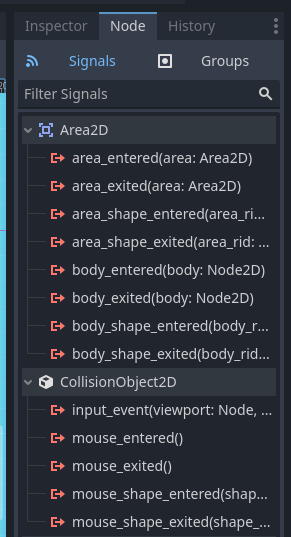 Inspector Node History
Signals Groups
Filter Signals
Area2D
area_entered(area: Area2D)
area_exited(area: Area2D)
area_shape_entered(area_ri...
area_shape_exited(area_rid: ...
body_entered(body: Node2D)
body_exited(body: Node2D)
body_shape_entered(body_r...
body_shape_exited(body_rid...
CollisionObject2D
input_event(viewport: Node, ...
mouse_entered()
mouse_exited()
mouse_shape_entered(shap...
mouse_shape_exited(shape_...